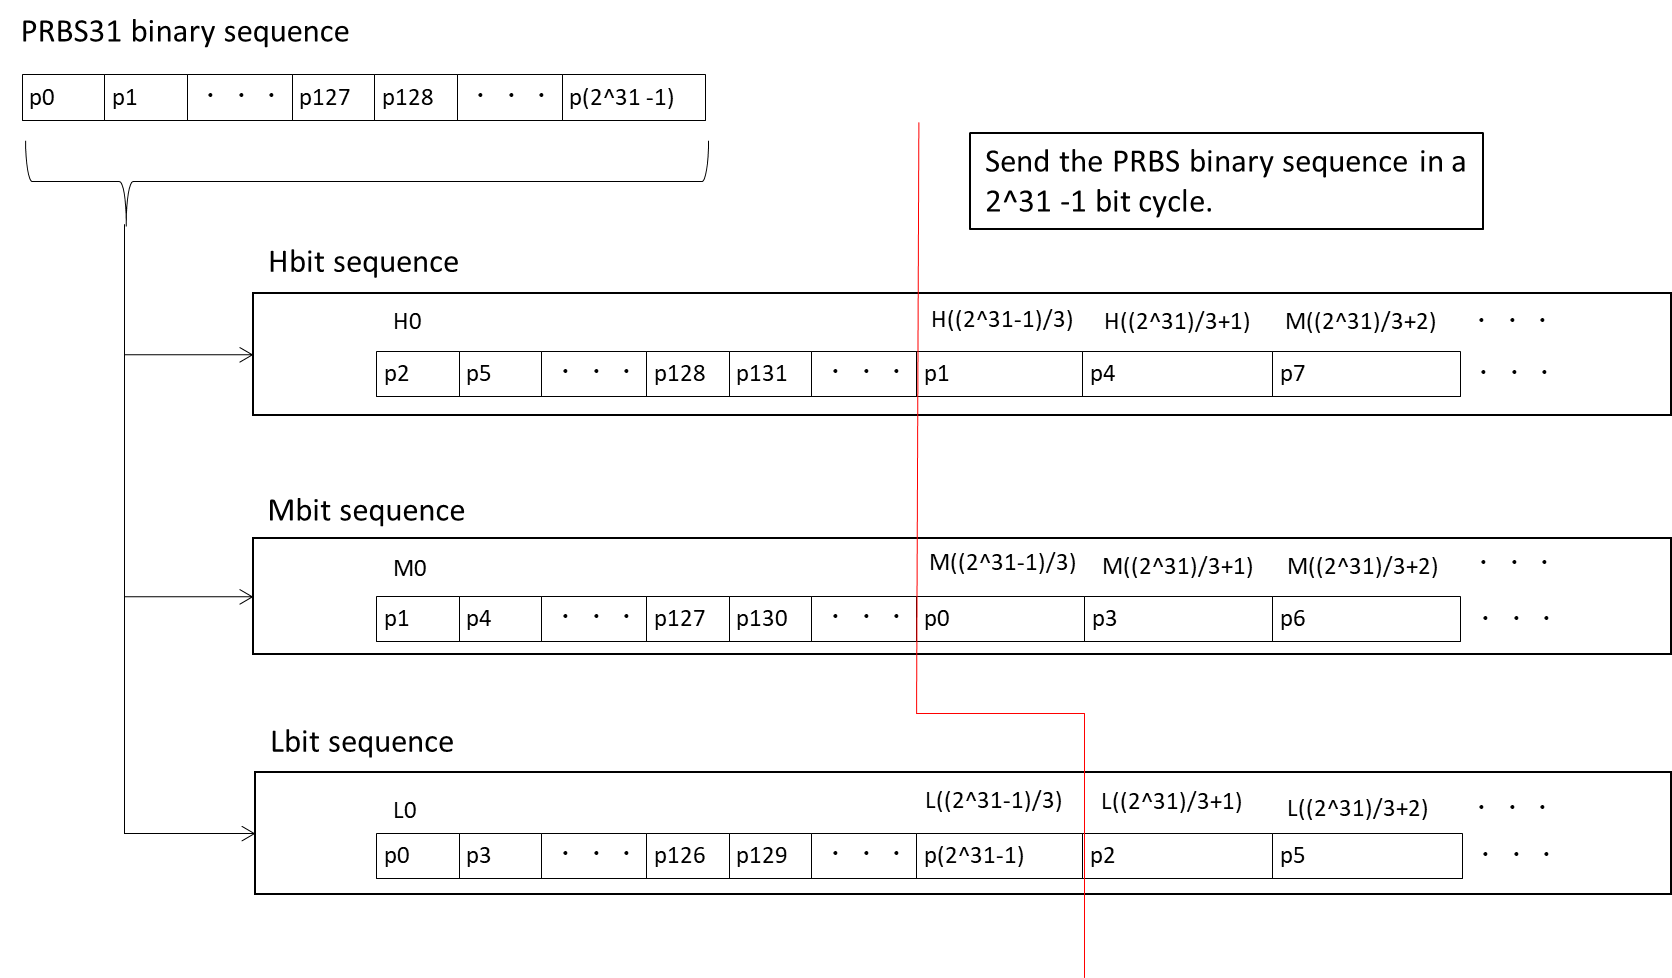 PRBS31 binary sequence
p0 p1 ・・・ p127 p128 ・・・ p(2^31 -1)
Send the PRBS binary sequence in a
2^31 -1 bit cycle.
Hbit sequence
H0 H((2^31-1)/3) H((2^31)/3+1) M((2^31)/3+2) ・・・
p2 p5 ・・・ p128 p131 ・・・ p1 p4 p7 ・・・
Mbit sequence
M0 M((2^31-1)/3) M((2^31)/3+1) M((2^31)/3+2) ・・・
p1 p4 ・・・ p127 p130 ・・・ p0 p3 p6 ・・・
Lbit sequence
L0 L((2^31-1)/3) L((2^31)/3+1) L((2^31)/3+2) ・・・
p0 p3 ・・・ p126 p129 ・・・ p(2^31-1) p2 p5 ・・・